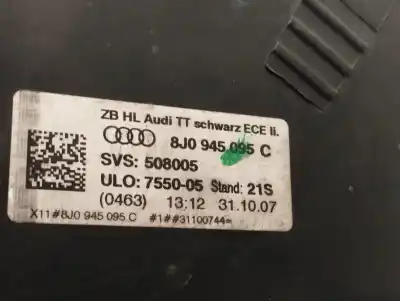 ZB HL Audi TT schwarz ECE li.
8J0 945 095 C
SVS: 508005
ULO: 7550-05 Stand: 21S
(0463) 13:12 31.10.07
X11#8J0 945 095 C #1##31100744=